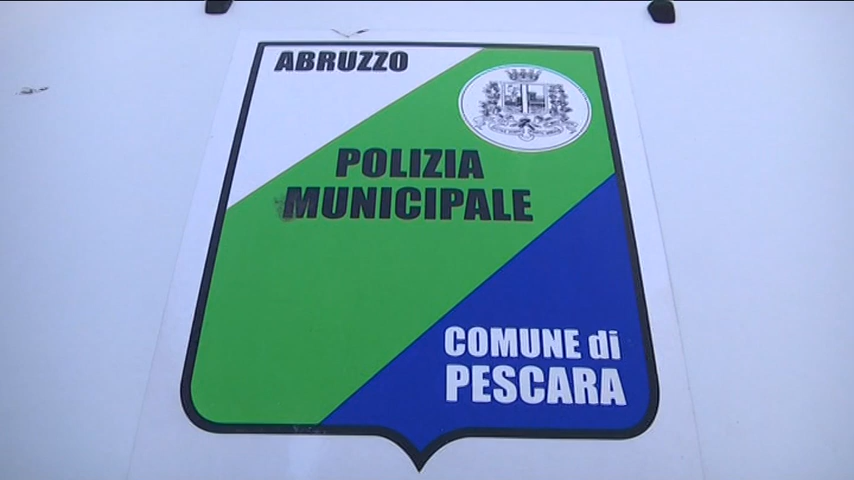 ABRUZZO
POLIZIA
MUNICIPALE
COMUNE di
PESCARA